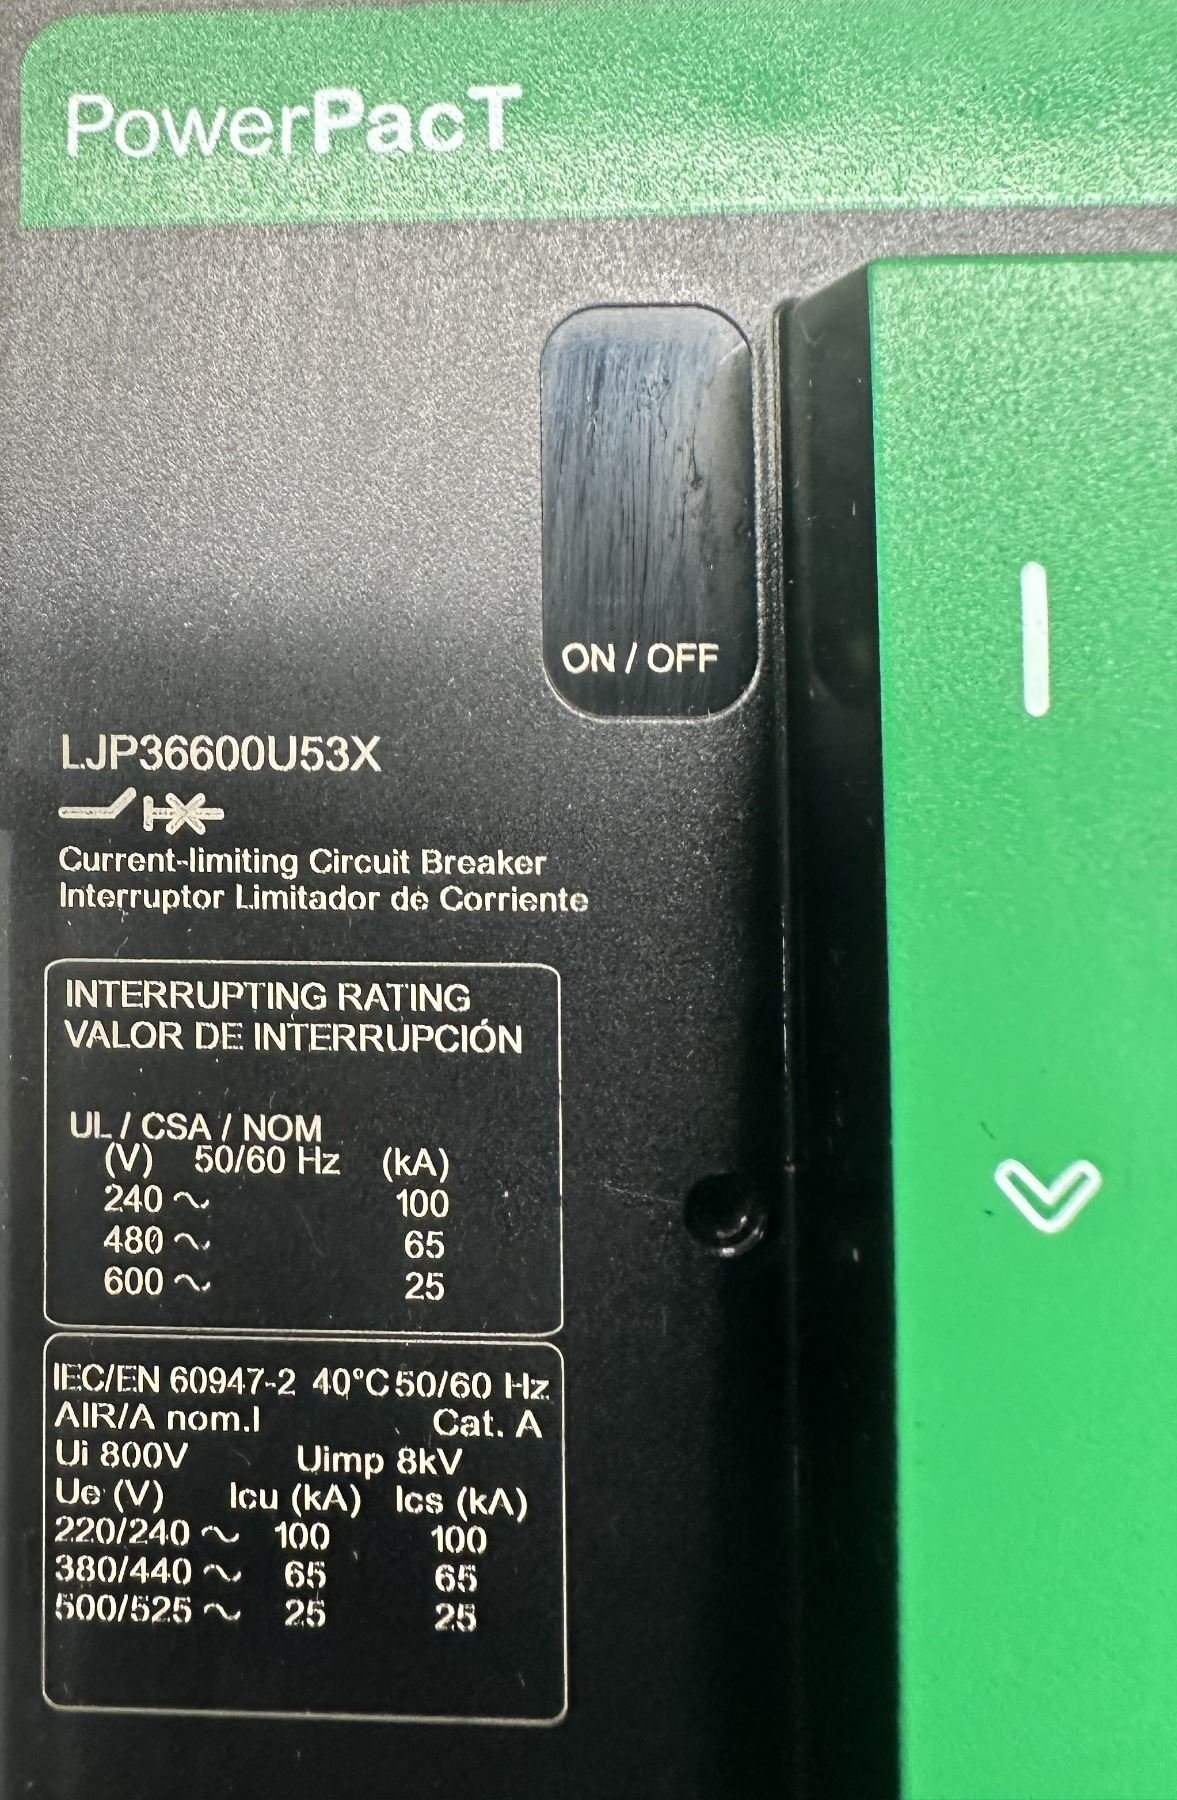 PowerPacT
ON / OFF
LJP36600U53X
Current-limiting Circuit Breaker
Interruptor Limitador de Corriente
INTERRUPTING RATING
VALOR DE INTERRUPCIÓN
UL / CSA / NOM
(V) 50/60 Hz (kA)
240 ~ 100
480 ~ 65
600 ~ 25
IEC/EN 60947-2 40°C 50/60 Hz
AIR/A nom.I Cat. A
Ui 800V Uimp 8kV
Ue (V) Icu (kA) Ics (kA)
220/240 ~ 100 100
380/440 ~ 65 65
500/525 ~ 25 25